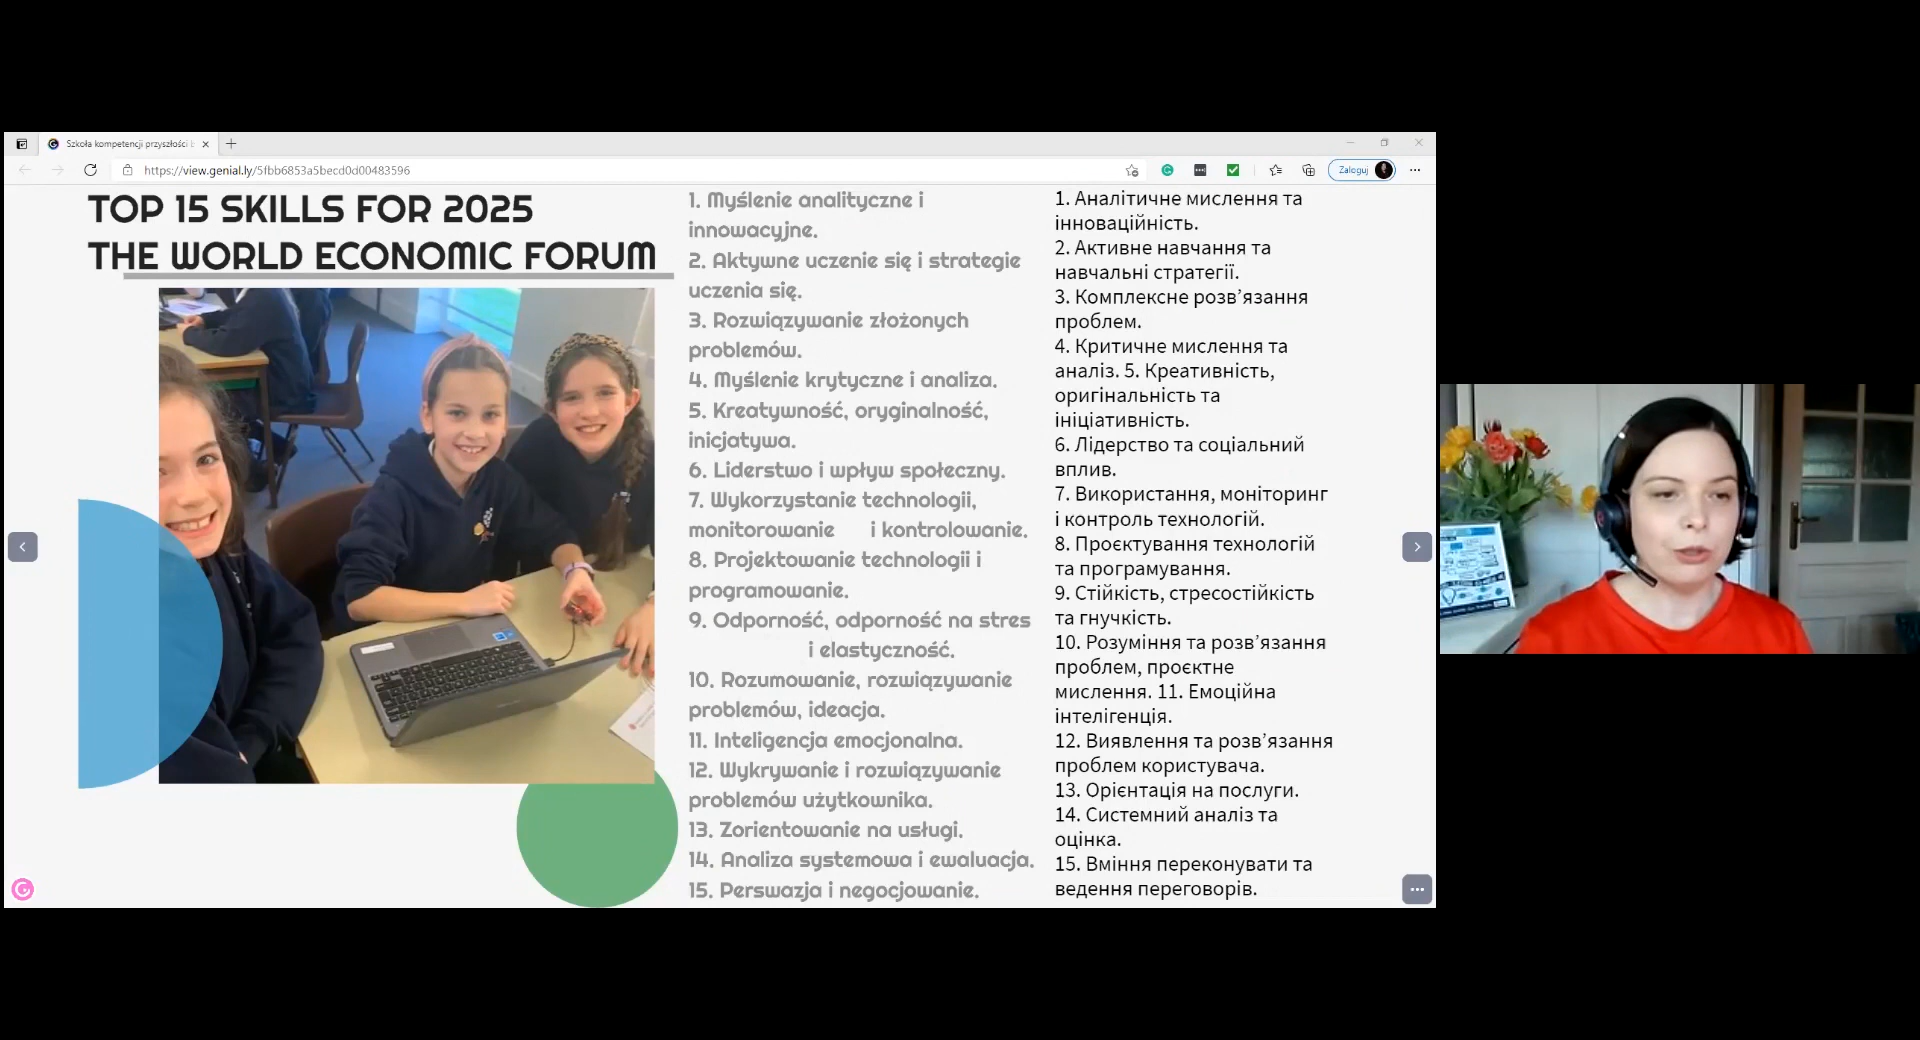 Szkoła kompetencji przyszłości
https://view.genial.ly/5fbb6853a5becd0d00483596
Zaloguj
TOP 15 SKILLS FOR 2025
THE WORLD ECONOMIC FORUM
1. Myślenie analityczne i
innowacyjne.
2. Aktywne uczenie się i strategie
uczenia się.
3. Rozwiązywanie złożonych
problemów.
4. Myślenie krytyczne i analiza.
5. Kreatywność, oryginalność,
inicjatywa.
6. Liderstwo i wpływ społeczny.
7. Wykorzystanie technologii,
monitorowanie i kontrolowanie.
8. Projektowanie technologii i
programowanie.
9. Odporność, odporność na stres
i elastyczność.
10. Rozumowanie, rozwiązywanie
problemów, ideacja.
11. Inteligencja emocjonalna.
12. Wykrywanie i rozwiązywanie
problemów użytkownika.
13. Zorientowanie na usługi.
14. Analiza systemowa i ewaluacja.
15. Perswazja i negocjowanie.
1. Аналітичне мислення та
інноваційність.
2. Активне навчання та
навчальні стратегії.
3. Комплексне розв’язання
проблем.
4. Критичне мислення та
аналіз. 5. Креативність,
оригінальність та
ініціативність.
6. Лідерство та соціальний
вплив.
7. Використання, моніторинг
і контроль технологій.
8. Проєктування технологій
та програмування.
9. Стійкість, стресостійкість
та гнучкість.
10. Розуміння та розв’язання
проблем, проєктне
мислення. 11. Емоційна
інтелігенція.
12. Виявлення та розв’язання
проблем користувача.
13. Орієнтація на послуги.
14. Системний аналіз та
оцінка.
15. Вміння переконувати та
ведення переговорів.